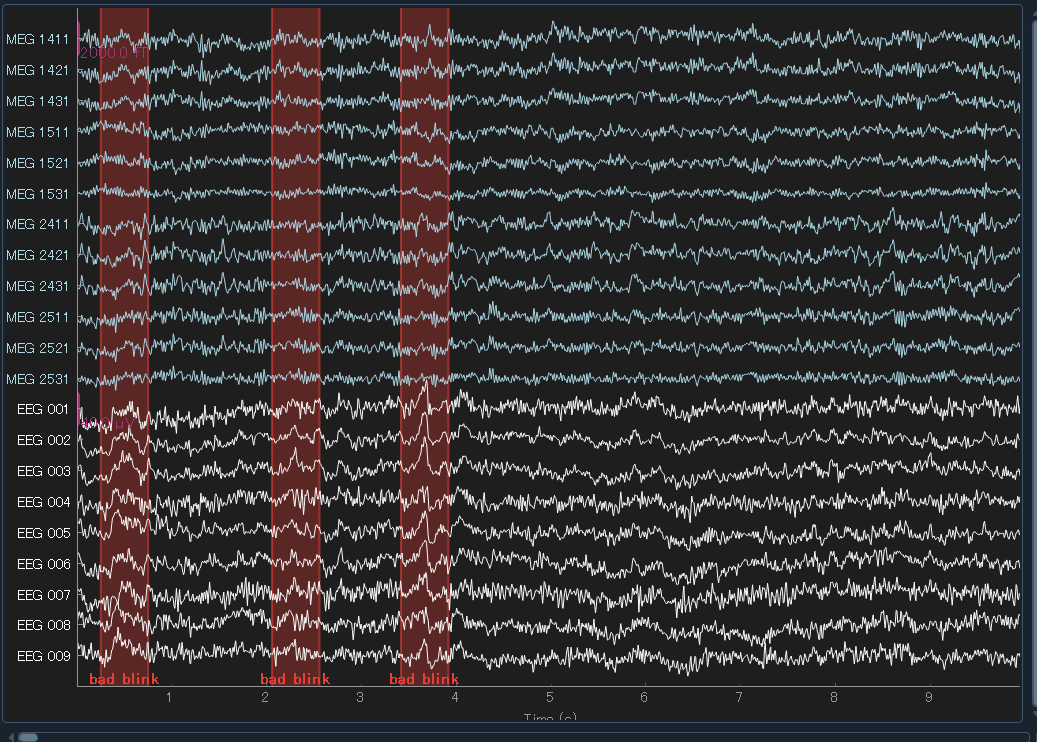 MEG 1411
2000.0 fT
MEG 1421
MEG 1431
MEG 1511
MEG 1521
MEG 1531
MEG 2411
MEG 2421
MEG 2431
MEG 2511
MEG 2521
MEG 2531
EEG 001
EEG 002
EEG 003
EEG 004
EEG 005
EEG 006
EEG 007
EEG 008
EEG 009
bad blink bad blink bad blink
1 2 3 4 5 6 7 8 9
Time (s)